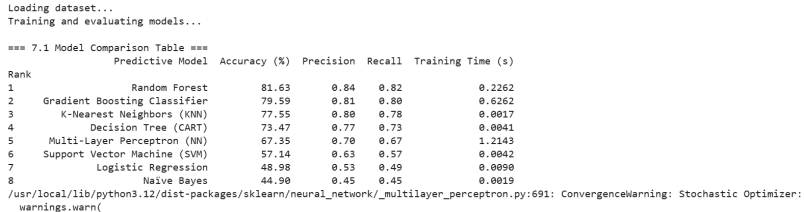 Loading dataset...
Training and evaluating models...
=== 7.1 Model Comparison Table ===
Predictive Model Accuracy (%) Precision Recall Training Time (s)
Rank
1 Random Forest 81.63 0.84 0.82 0.2262
2 Gradient Boosting Classifier 79.59 0.81 0.80 0.6262
3 K-Nearest Neighbors (KNN) 77.55 0.80 0.78 0.0017
4 Decision Tree (CART) 73.47 0.77 0.73 0.0041
5 Multi-Layer Perceptron (NN) 67.35 0.70 0.67 1.2143
6 Support Vector Machine (SVM) 57.14 0.63 0.57 0.0042
7 Logistic Regression 48.98 0.53 0.49 0.0090
8 Naïve Bayes 44.90 0.45 0.45 0.0019
/usr/local/lib/python3.12/dist-packages/sklearn/neural_network/_multilayer_perceptron.py:691: ConvergenceWarning: Stochastic Optimizer:
warnings.warn(